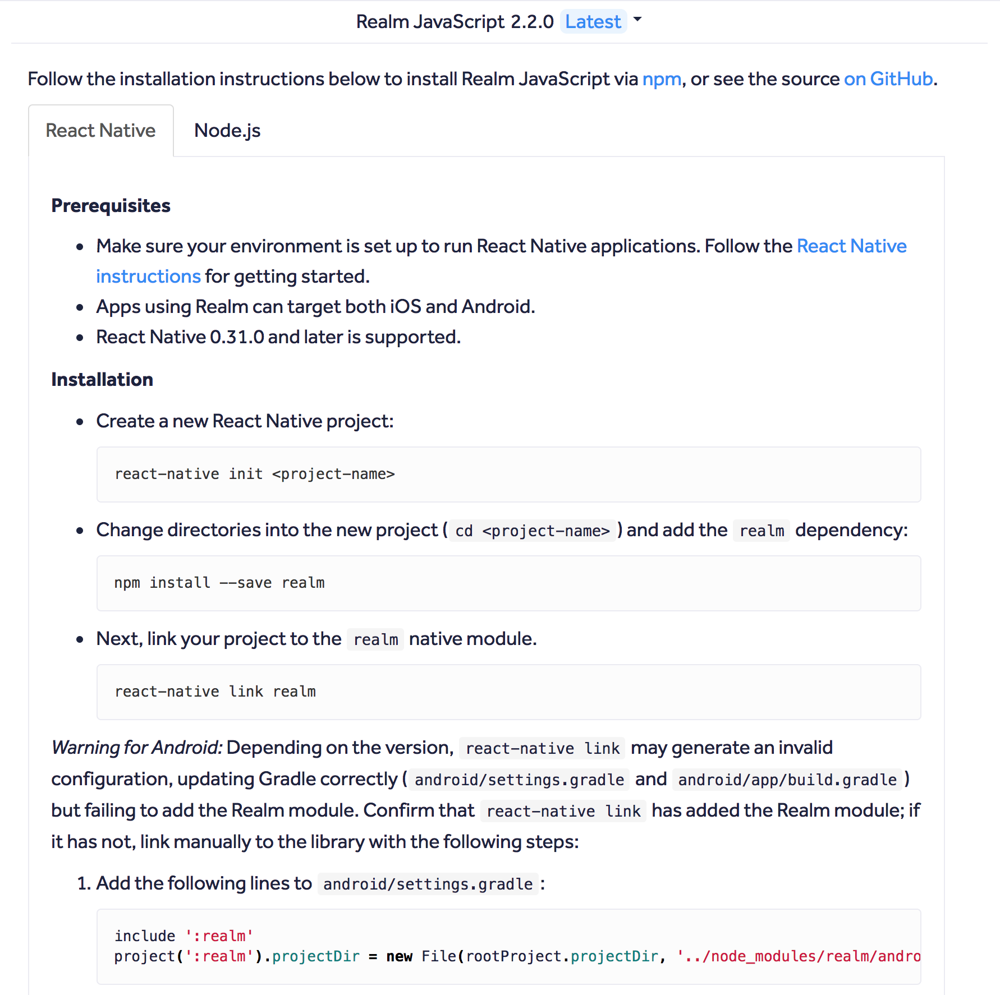 Realm JavaScript 2.2.0 Latest
Follow the installation instructions below to install Realm JavaScript via npm, or see the source on GitHub.
React Native
Node.js
Prerequisites
• Make sure your environment is set up to run React Native applications. Follow the React Native
instructions for getting started.
• Apps using Realm can target both iOS and Android.
• React Native 0.31.0 and later is supported.
Installation
• Create a new React Native project:
react-native init <project-name>
• Change directories into the new project ( cd <project-name> ) and add the realm dependency:
npm install --save realm
• Next, link your project to the realm native module.
react-native link realm
Warning for Android: Depending on the version, react-native link may generate an invalid
configuration, updating Gradle correctly ( android/settings.gradle and android/app/build.gradle )
but failing to add the Realm module. Confirm that react-native link has added the Realm module; if
it has not, link manually to the library with the following steps:
1. Add the following lines to android/settings.gradle :
include ':realm'
project(':realm').projectDir = new File(rootProject.projectDir, '../node_modules/realm/andro